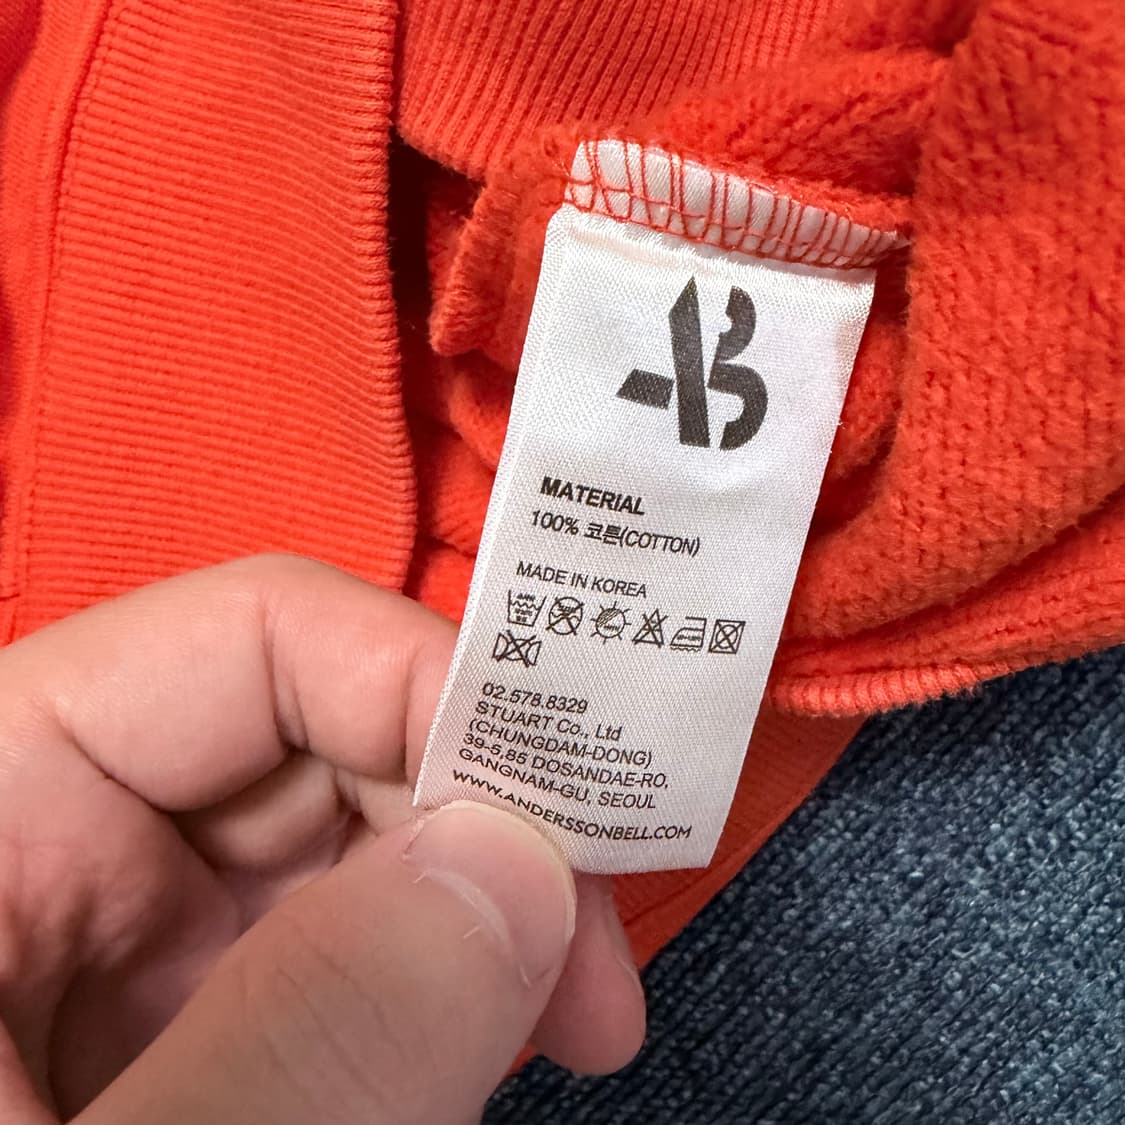 AB
MATERIAL
100% 코튼(COTTON)
MADE IN KOREA
02.578.8329
STUART Co., Ltd
(CHUNGDAM-DONG)
39-5,85 DOSANDAE-RO,
GANGNAM-GU, SEOUL
WWW.ANDERSSONBELL.COM